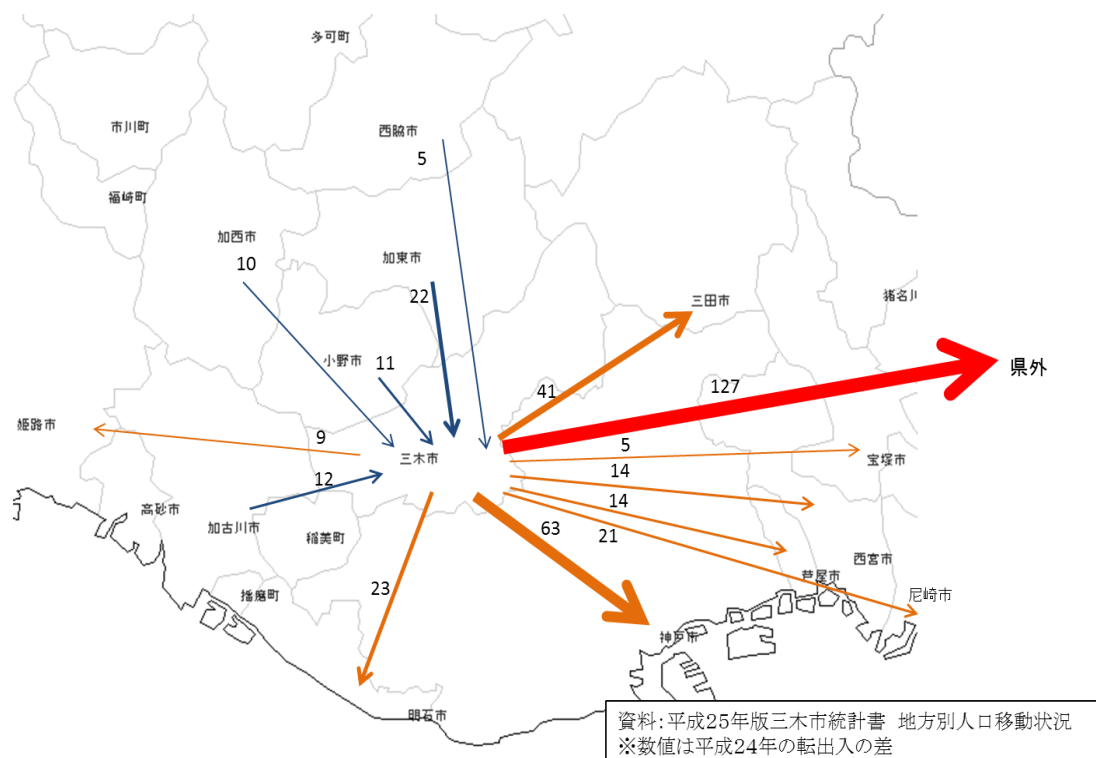 多可町
市川町
西脇市
5
福崎町
加西市
10
加東市
22
三田市
猪名川
小野市
11
県外
127
41
姫路市
9
三木市
5
宝塚市
12
14
高砂市
加古川市
稲美町
14
63
21
西宮市
芦屋市
尼崎市
播磨町
23
神戸市
明石市
資料:平成25年版三木市統計書 地方別人口移動状況
※数値は平成24年の転出入の差